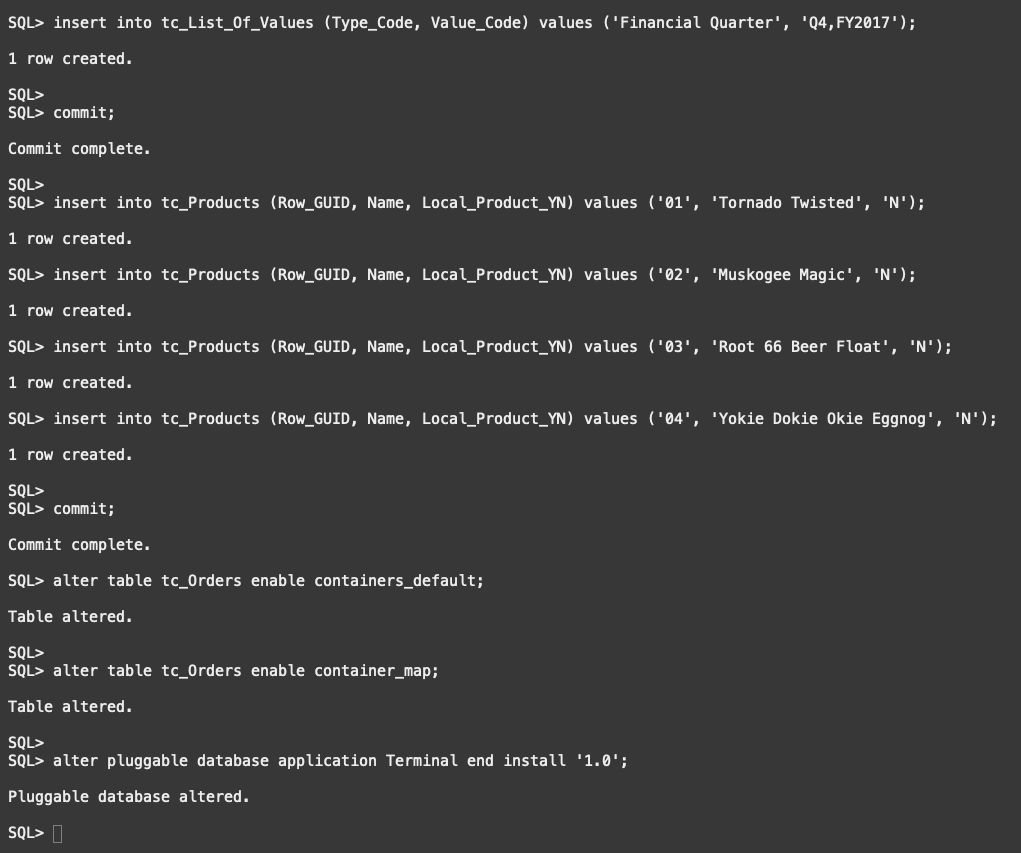 SQL> insert into tc_List_Of_Values (Type_Code, Value_Code) values ('Financial Quarter', 'Q4,FY2017');
1 row created.
SQL>
SQL> commit;
Commit complete.
SQL>
SQL> insert into tc_Products (Row_GUID, Name, Local_Product_YN) values ('01', 'Tornado Twisted', 'N');
1 row created.
SQL> insert into tc_Products (Row_GUID, Name, Local_Product_YN) values ('02', 'Muskogee Magic', 'N');
1 row created.
SQL> insert into tc_Products (Row_GUID, Name, Local_Product_YN) values ('03', 'Root 66 Beer Float', 'N');
1 row created.
SQL> insert into tc_Products (Row_GUID, Name, Local_Product_YN) values ('04', 'Yokie Dokie Okie Eggnog', 'N');
1 row created.
SQL>
SQL> commit;
Commit complete.
SQL> alter table tc_Orders enable containers_default;
Table altered.
SQL>
SQL> alter table tc_Orders enable container_map;
Table altered.
SQL>
SQL> alter pluggable database application Terminal end install '1.0';
Pluggable database altered.
SQL>